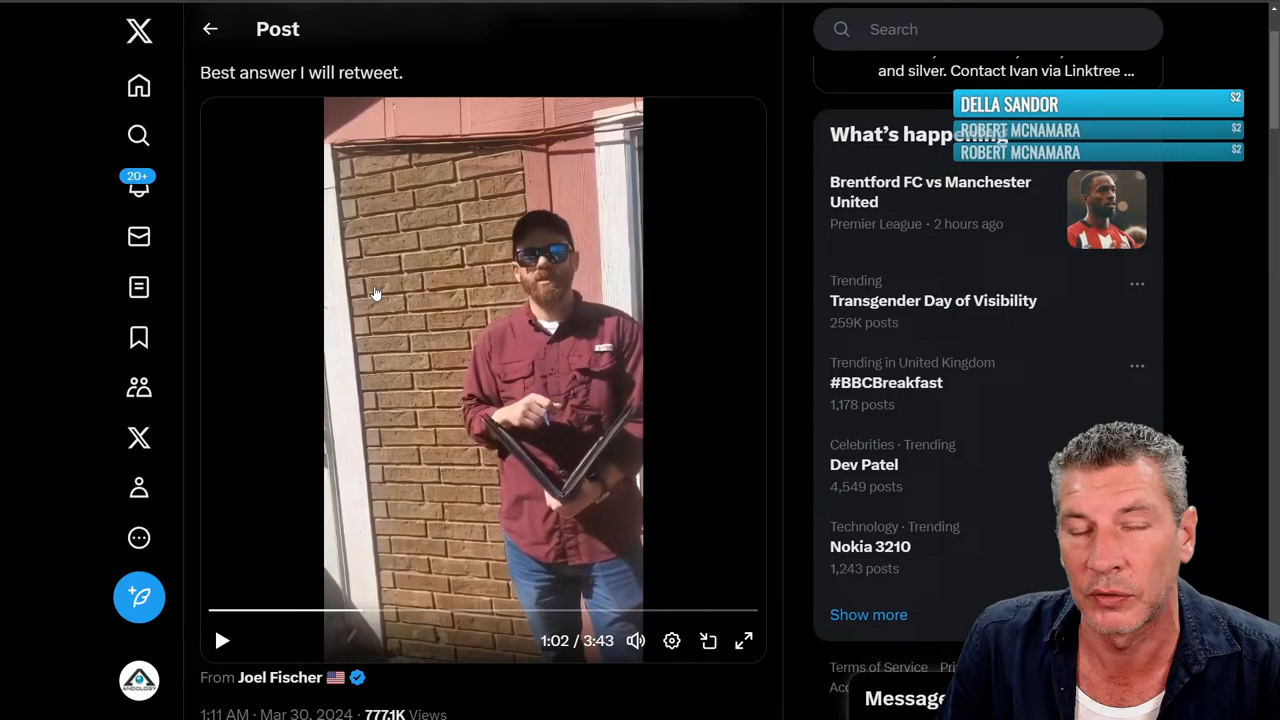 Post
Best answer I will retweet.
20+
1:02 / 3:43
From Joel Fischer
1:11 AM · Mar 30, 2024 · 777.1K Views
Search
and silver. Contact Ivan via Linktree ...
DELLA SANDOR $2
ROBERT MCNAMARA $2
ROBERT MCNAMARA $2
What's happening
Brentford FC vs Manchester
United
Premier League · 2 hours ago
Trending
Transgender Day of Visibility
259K posts
Trending in United Kingdom
#BBCBreakfast
1,178 posts
Celebrities · Trending
Dev Patel
4,549 posts
Technology · Trending
Nokia 3210
1,243 posts
Show more
Terms of Service
Message
ANDOLOGY